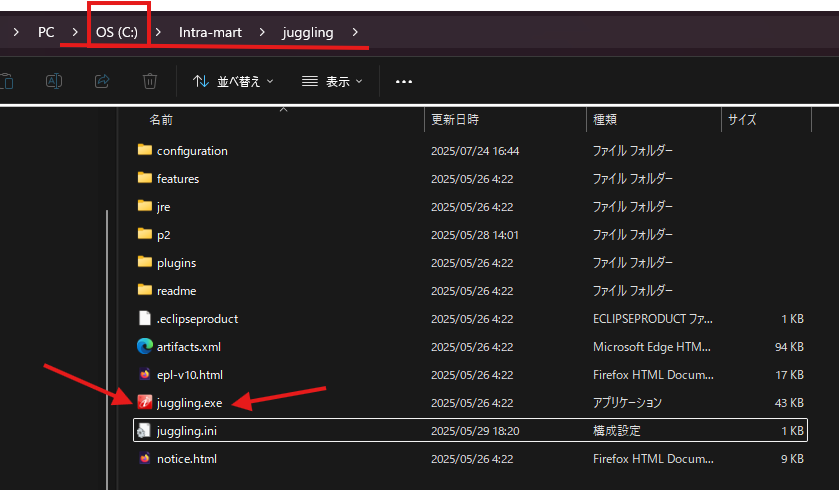 PC > OS (C:) > Intra-mart > juggling >
並べ替え 表示 •••
名前 更新日時 種類 サイズ
configuration 2025/07/24 16:44 ファイル フォルダー
features 2025/05/26 4:22 ファイル フォルダー
jre 2025/05/26 4:22 ファイル フォルダー
p2 2025/05/28 14:01 ファイル フォルダー
plugins 2025/05/26 4:22 ファイル フォルダー
readme 2025/05/26 4:22 ファイル フォルダー
.eclipseproduct 2025/05/26 4:22 ECLIPSEPRODUCT ファ... 1 KB
artifacts.xml 2025/05/26 4:22 Microsoft Edge HTM... 94 KB
epl-v10.html 2025/05/26 4:22 Firefox HTML Docum... 17 KB
juggling.exe 2025/05/26 4:22 アプリケーション 43 KB
juggling.ini 2025/05/29 18:20 構成設定 1 KB
notice.html 2025/05/26 4:22 Firefox HTML Docum... 9 KB